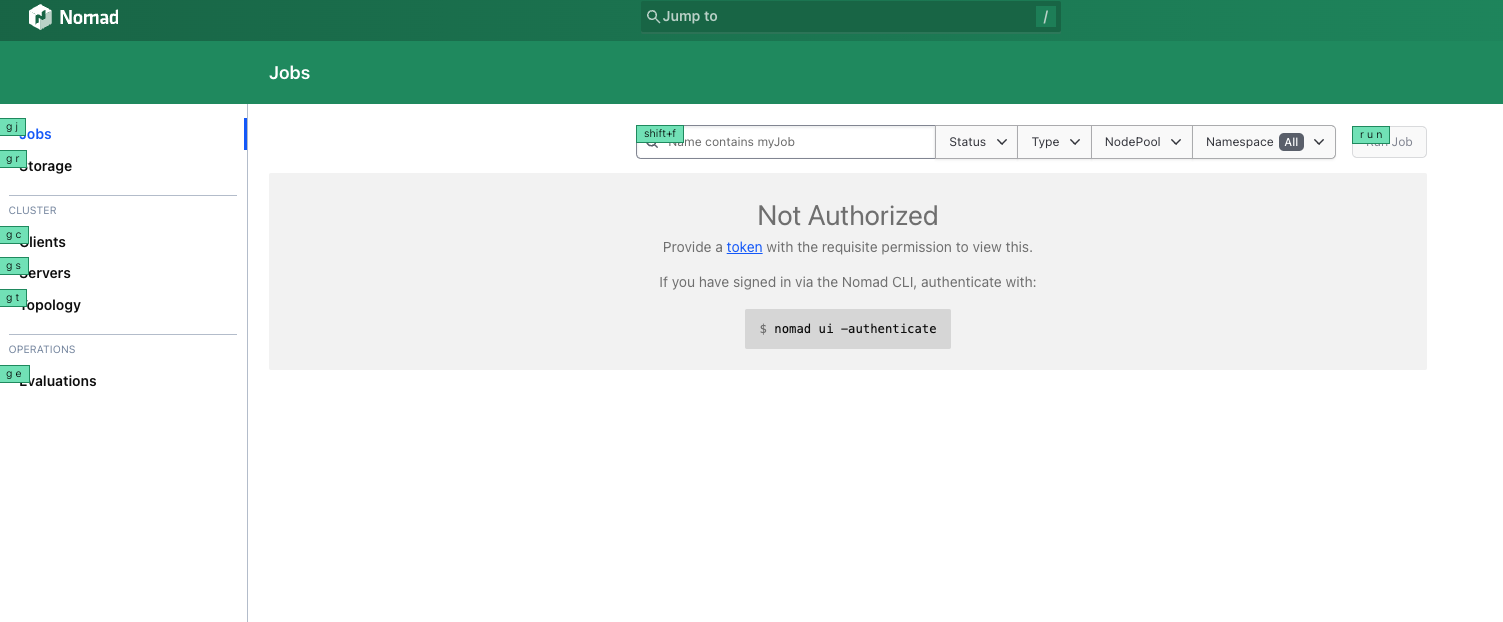 Nomad
Jump to /
Jobs
g j
Jobs
g r
Storage
CLUSTER
g c
Clients
g s
Servers
g t
Topology
OPERATIONS
g e
Evaluations
shift+f
Name contains myJob
Status
Type
NodePool
Namespace All
r u n
Run Job
Not Authorized
Provide a token with the requisite permission to view this.
If you have signed in via the Nomad CLI, authenticate with:
$ nomad ui -authenticate